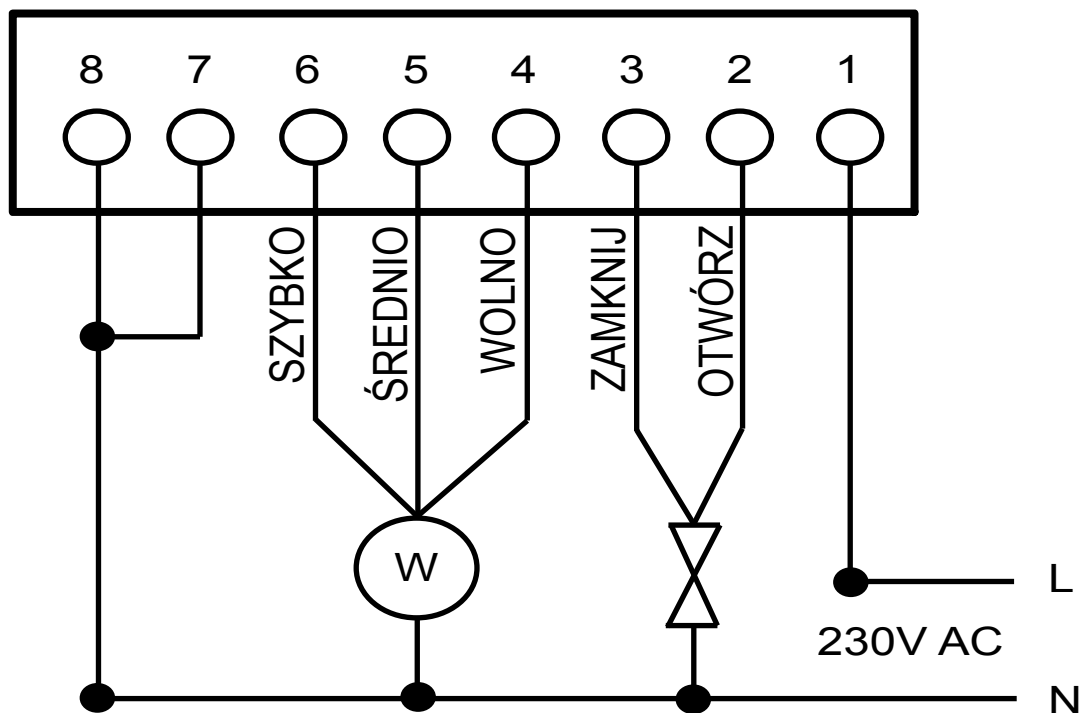 8 7 6 5 4 3 2 1
SZYBKO
ŚREDNIO
WOLNO
ZAMKNIJ
OTWÓRZ
W
L
230V AC
N